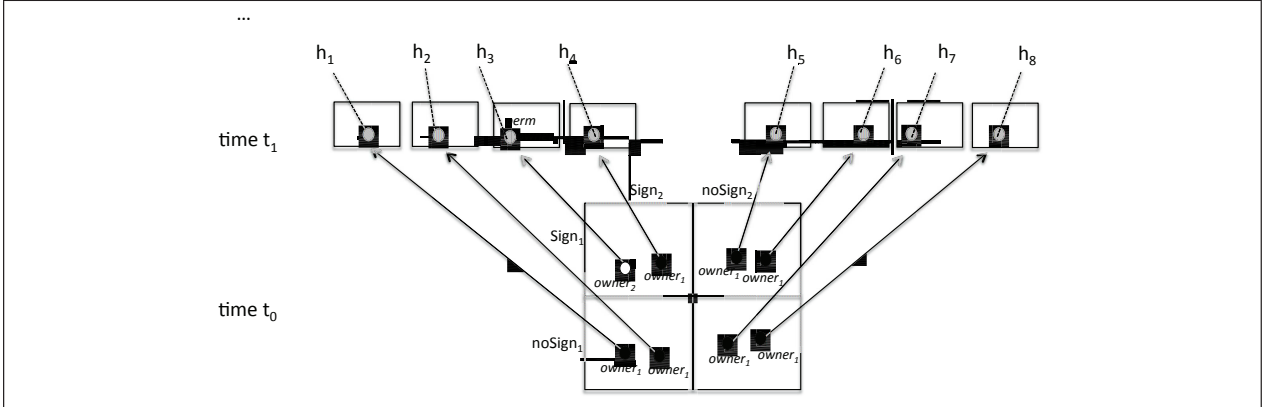 ...
h1 h2 h3 h4 h5 h6 h7 h8
time t1
erm
Sign2 noSign2
Sign1
owner2 owner1 owner1 owner1
time t0
noSign1
owner1 owner1 owner1 owner1